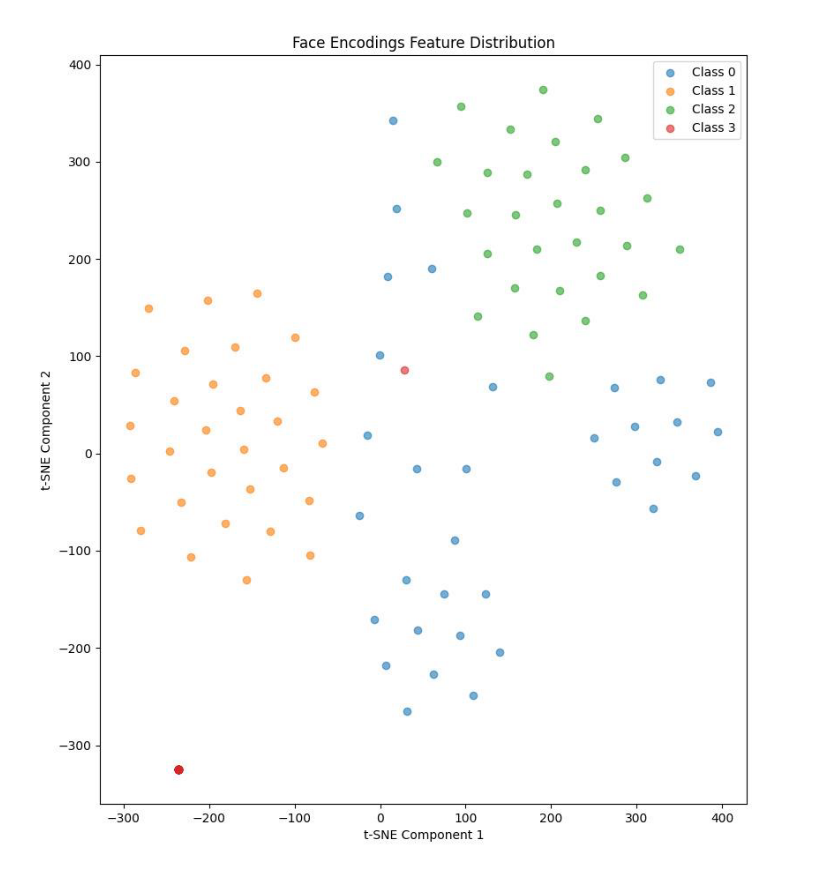 Face Encodings Feature Distribution
Class 0
Class 1
Class 2
Class 3
400
300
200
100
0
−100
−200
−300
t-SNE Component 2
−300 −200 −100 0 100 200 300 400
t-SNE Component 1